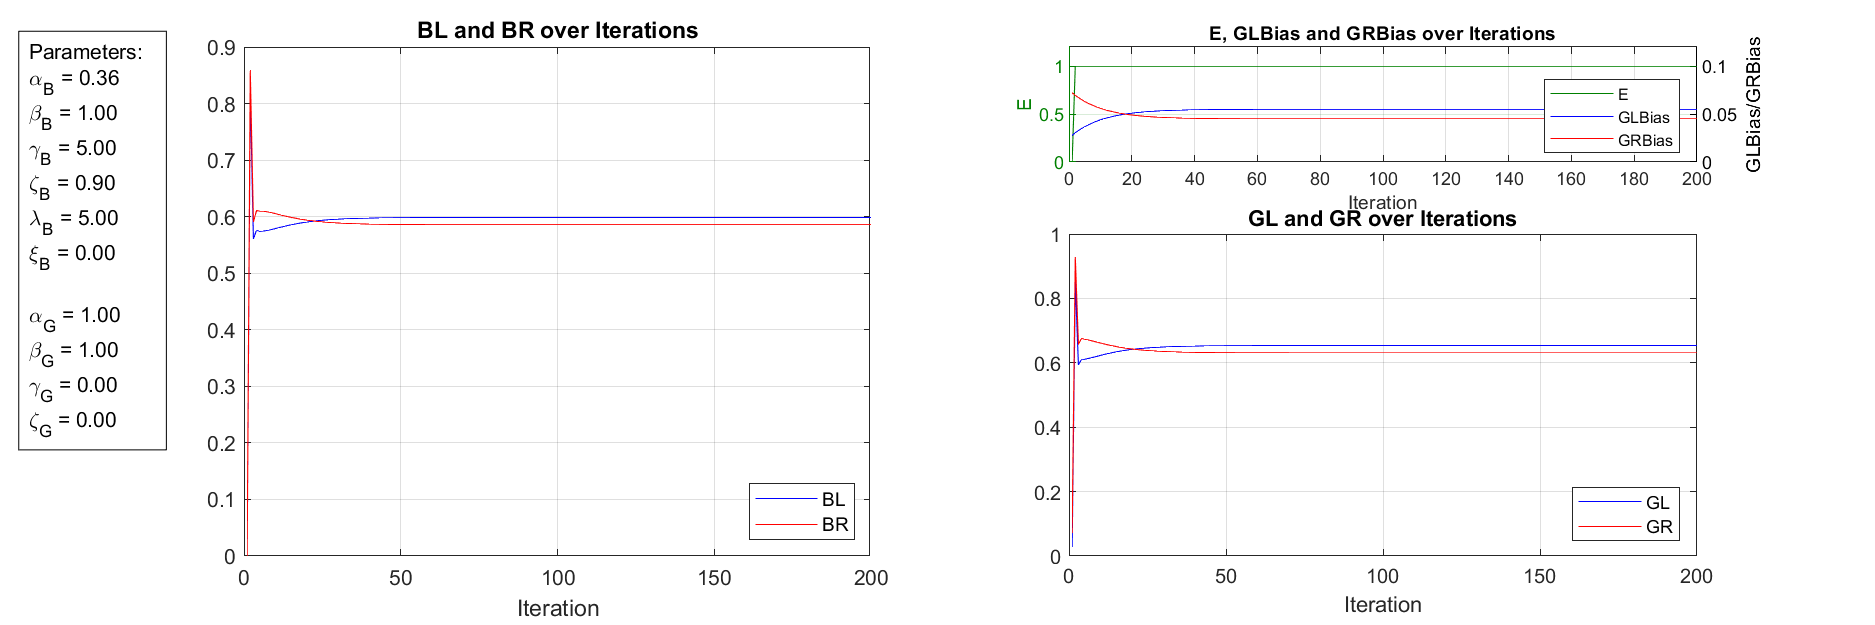 Parameters:
α_B = 0.36
β_B = 1.00
γ_B = 5.00
ζ_B = 0.90
λ_B = 5.00
ξ_B = 0.00
α_G = 1.00
β_G = 1.00
γ_G = 0.00
ζ_G = 0.00
BL and BR over Iterations
0.9
0.8
0.7
0.6
0.5
0.4
0.3
0.2
0.1
0
0 50 100 150 200
Iteration
BL
BR
E, GLBias and GRBias over Iterations
E
1
0.5
0
0.1
0.05
0
GLBias/GRBias
E
GLBias
GRBias
0 20 40 60 80 100 120 140 160 180 200
Iteration
GL and GR over Iterations
1
0.8
0.6
0.4
0.2
0
0 50 100 150 200
Iteration
GL
GR